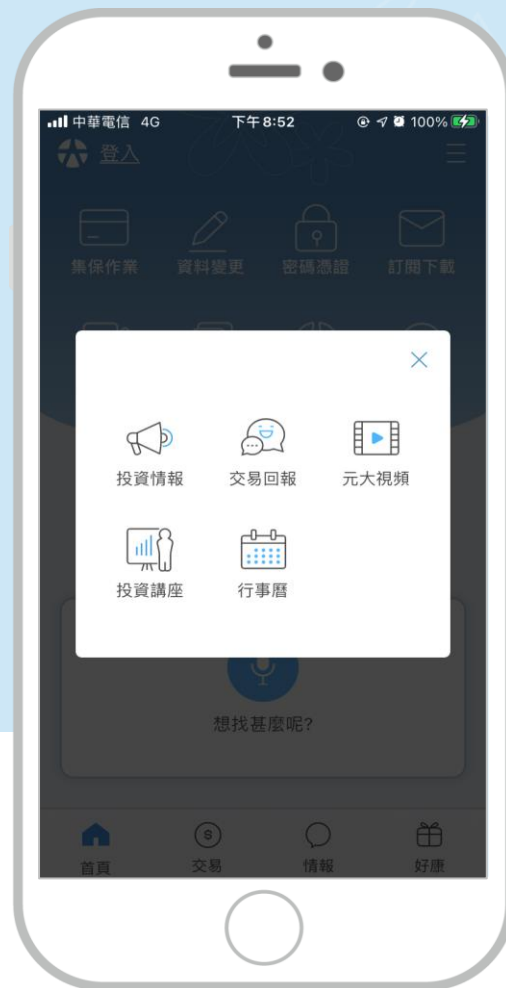 中華電信 4G 下午8:52 100%
登入
集保作業 資料變更 密碼憑證 訂閱下載
投資情報 交易回報 元大視頻
投資講座 行事曆
想找甚麼呢?
首頁 交易 情報 好康